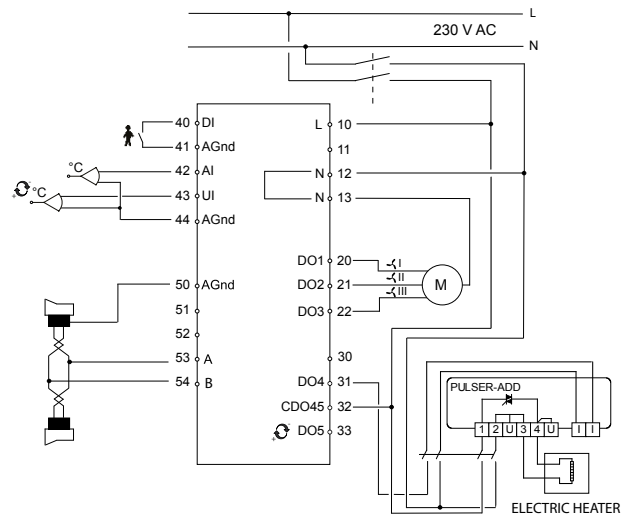 L
230 V AC
N
40 DI
41 AGnd
42 AI
43 UI
44 AGnd
50 AGnd
51
52
53 A
54 B
°C
°C
L 10
11
N 12
N 13
DO1 20
DO2 21
DO3 22
30
DO4 31
CDO45 32
DO5 33
I
II
III
M
PULSER-ADD
1 2 U 3 4 U I I
ELECTRIC HEATER